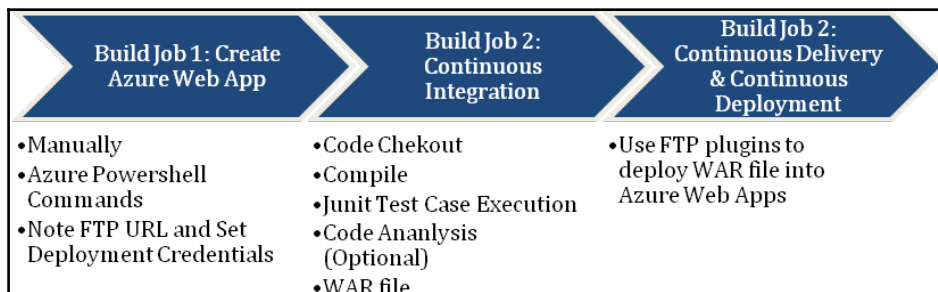 Build Job 1: Create
Azure Web App
•Manually
•Azure Powershell
Commands
•Note FTP URL and Set
Deployment Credentials
Build Job 2:
Continuous
Integration
•Code Chekout
•Compile
•Junit Test Case Execution
•Code Ananlysis
(Optional)
•WAR file
Build Job 2:
Continuous Delivery
& Continuous
Deployment
•Use FTP plugins to
deploy WAR file into
Azure Web Apps